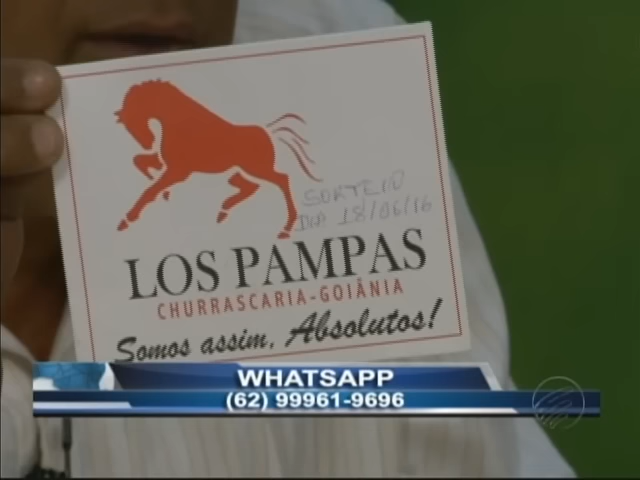 SORTEIO
DIA 18/06/16
LOS PAMPAS
CHURRASCARIA-GOIÂNIA
Somos assim, Absolutos!
WHATSAPP
(62) 99961-9696